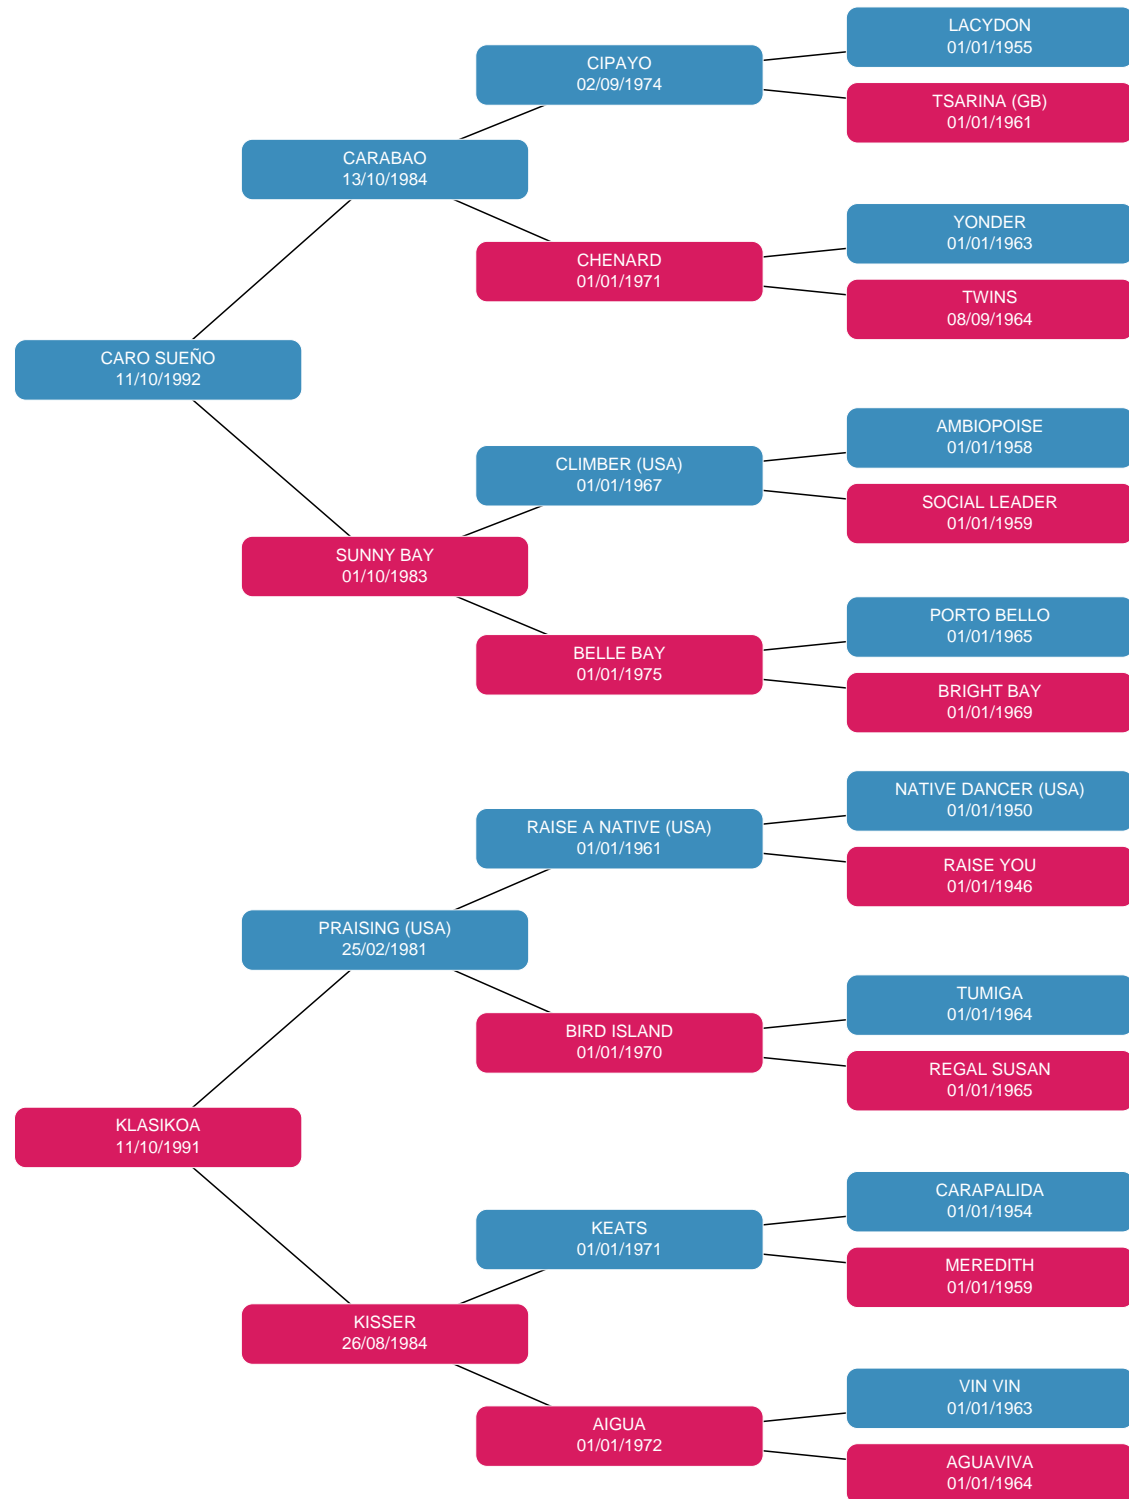 LACYDON
01/01/1955
CIPAYO
02/09/1974
TSARINA (GB)
01/01/1961
CARABAO
13/10/1984
YONDER
01/01/1963
CHENARD
01/01/1971
TWINS
08/09/1964
CARO SUEÑO
11/10/1992
AMBIOPOISE
01/01/1958
CLIMBER (USA)
01/01/1967
SOCIAL LEADER
01/01/1959
SUNNY BAY
01/10/1983
PORTO BELLO
01/01/1965
BELLE BAY
01/01/1975
BRIGHT BAY
01/01/1969
NATIVE DANCER (USA)
01/01/1950
RAISE A NATIVE (USA)
01/01/1961
RAISE YOU
01/01/1946
PRAISING (USA)
25/02/1981
TUMIGA
01/01/1964
BIRD ISLAND
01/01/1970
REGAL SUSAN
01/01/1965
KLASIKOA
11/10/1991
CARAPALIDA
01/01/1954
KEATS
01/01/1971
MEREDITH
01/01/1959
KISSER
26/08/1984
VIN VIN
01/01/1963
AIGUA
01/01/1972
AGUAVIVA
01/01/1964